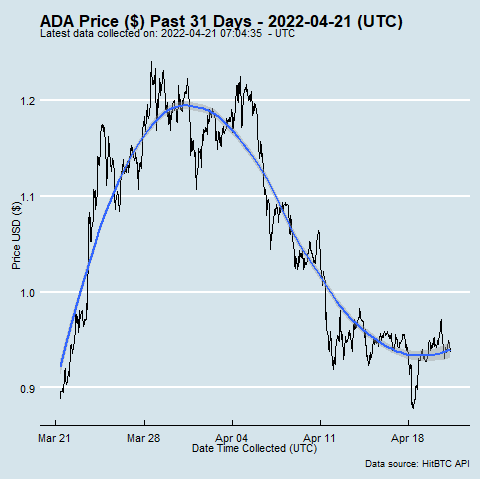 ADA Price ($) Past 31 Days - 2022-04-21 (UTC)
Latest data collected on: 2022-04-21 07:04:35 - UTC
1.2
1.1
1.0
0.9
Price USD ($)
Mar 21 Mar 28 Apr 04 Apr 11 Apr 18
Date Time Collected (UTC)
Data source: HitBTC API